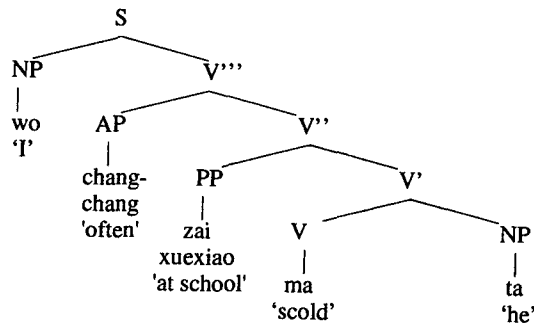 S
NP V'''
wo AP V''
'I'
chang- PP V'
chang
'often' zai V NP
xuexiao
'at school' ma ta
'scold' 'he'